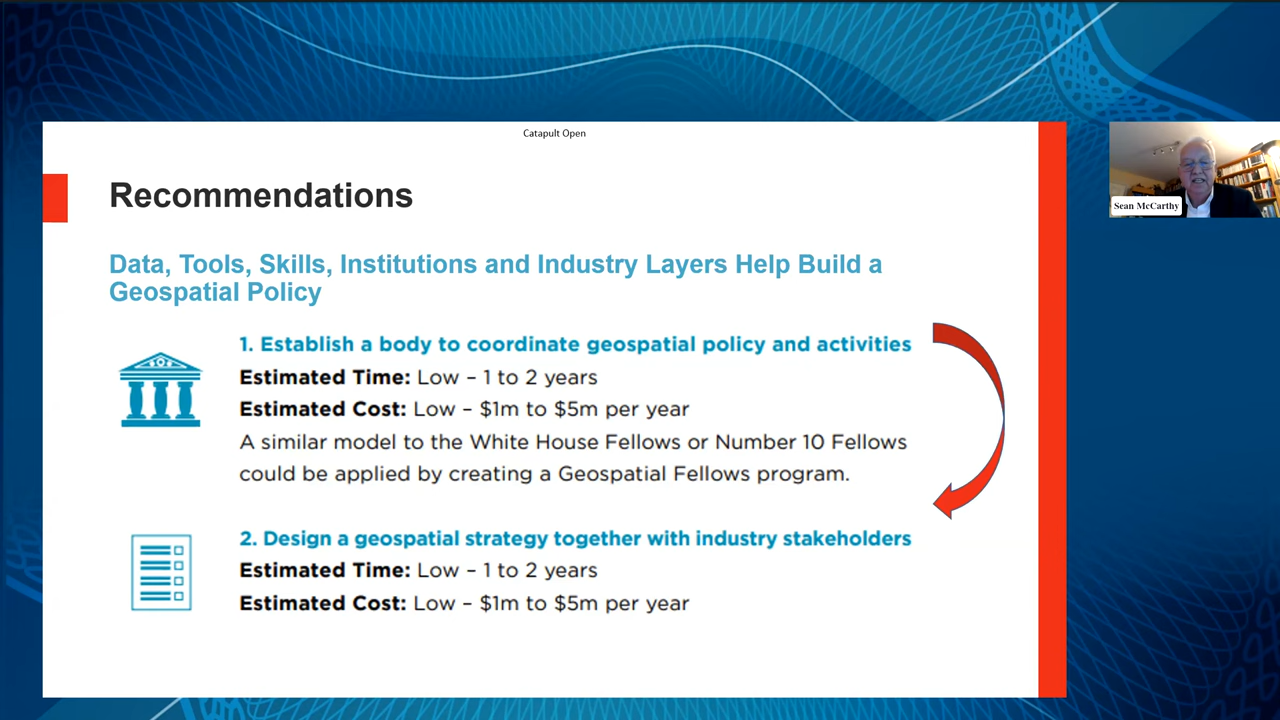 Catapult Open
Recommendations
Data, Tools, Skills, Institutions and Industry Layers Help Build a
Geospatial Policy
1. Establish a body to coordinate geospatial policy and activities
Estimated Time: Low – 1 to 2 years
Estimated Cost: Low – $1m to $5m per year
A similar model to the White House Fellows or Number 10 Fellows
could be applied by creating a Geospatial Fellows program.
2. Design a geospatial strategy together with industry stakeholders
Estimated Time: Low – 1 to 2 years
Estimated Cost: Low – $1m to $5m per year
Sean McCarthy